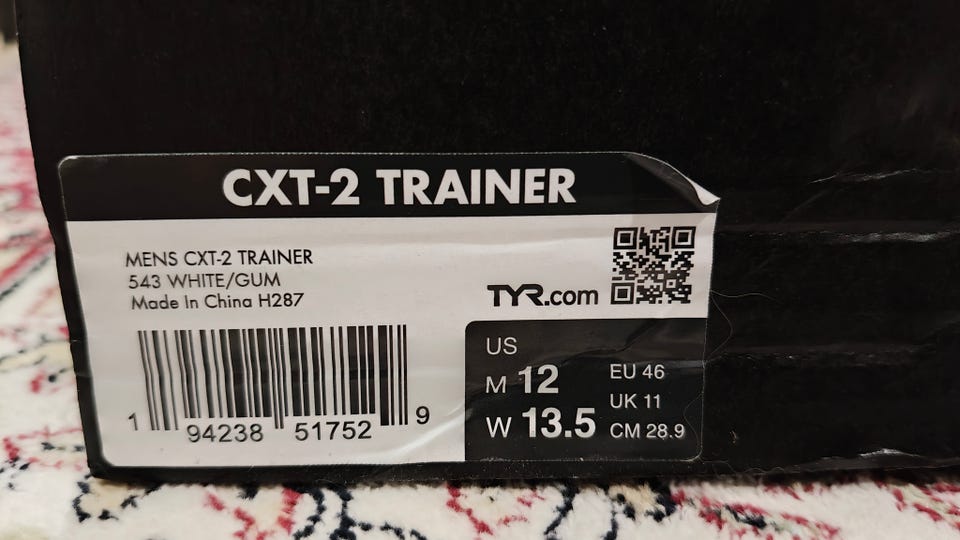 CXT-2 TRAINER
MENS CXT-2 TRAINER
543 WHITE/GUM
Made In China H287
TYR.com
1 94238 51752 9
US
M 12
W 13.5
EU 46
UK 11
CM 28.9